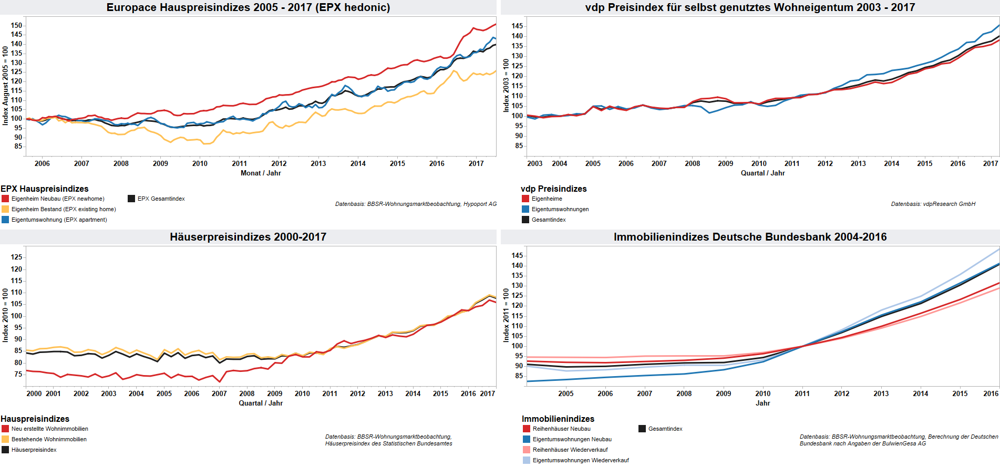 Europace Hauspreisindizes 2005 - 2017 (EPX hedonic)
Index August 2005 = 100
150
145
140
135
130
125
120
115
110
105
100
95
90
85
2006 2007 2008 2009 2010 2011 2012 2013 2014 2015 2016 2017
Monat / Jahr
EPX Hauspreisindizes
Eigenheim Neubau (EPX newhome)
EPX Gesamtindex
Eigenheim Bestand (EPX existing home)
Eigentumswohnung (EPX apartment)
Datenbasis: BBSR-Wohnungsmarktbeobachtung, Hypoport AG
vdp Preisindex für selbst genutztes Wohneigentum 2003 - 2017
Index 2003 = 100
145
140
135
130
125
120
115
110
105
100
95
90
85
2003 2004 2005 2006 2007 2008 2009 2010 2011 2012 2013 2014 2015 2016 2017
Quartal / Jahr
vdp Preisindizes
Eigenheime
Eigentumswohnungen
Gesamtindex
Datenbasis: vdpResearch GmbH
Häuserpreisindizes 2000-2017
Index 2010 = 100
125
120
115
110
105
100
95
90
85
80
75
2000 2001 2002 2003 2004 2005 2006 2007 2008 2009 2010 2011 2012 2013 2014 2015 2016 2017
Quartal / Jahr
Hauspreisindizes
Neu erstellte Wohnimmobilien
Bestehende Wohnimmobilien
Häuserpreisindex
Datenbasis: BBSR-Wohnungsmarktbeobachtung,
Häuserpreisindex des Statistischen Bundesamtes
Immobilienindizes Deutsche Bundesbank 2004-2016
Index 2011 = 100
145
140
135
130
125
120
115
110
105
100
95
90
85
2005 2006 2007 2008 2009 2010 2011 2012 2013 2014 2015 2016
Jahr
Immobilienindizes
Reihenhäuser Neubau
Gesamtindex
Eigentumswohnungen Neubau
Reihenhäuser Wiederverkauf
Eigentumswohnungen Wiederverkauf
Datenbasis: BBSR-Wohnungsmarktbeobachtung, Berechnung der Deutschen
Bundesbank nach Angaben der BulwienGesa AG